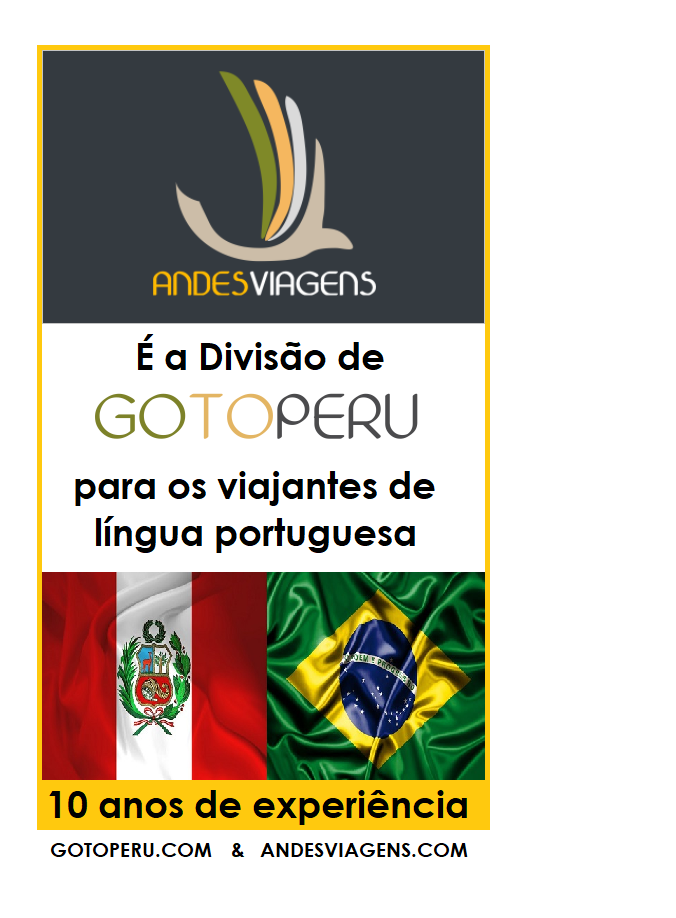 ANDESVIAGENS
É a Divisão de
GOTOPERU
para os viajantes de
língua portuguesa
10 anos de experiência
GOTOPERU.COM & ANDESVIAGENS.COM